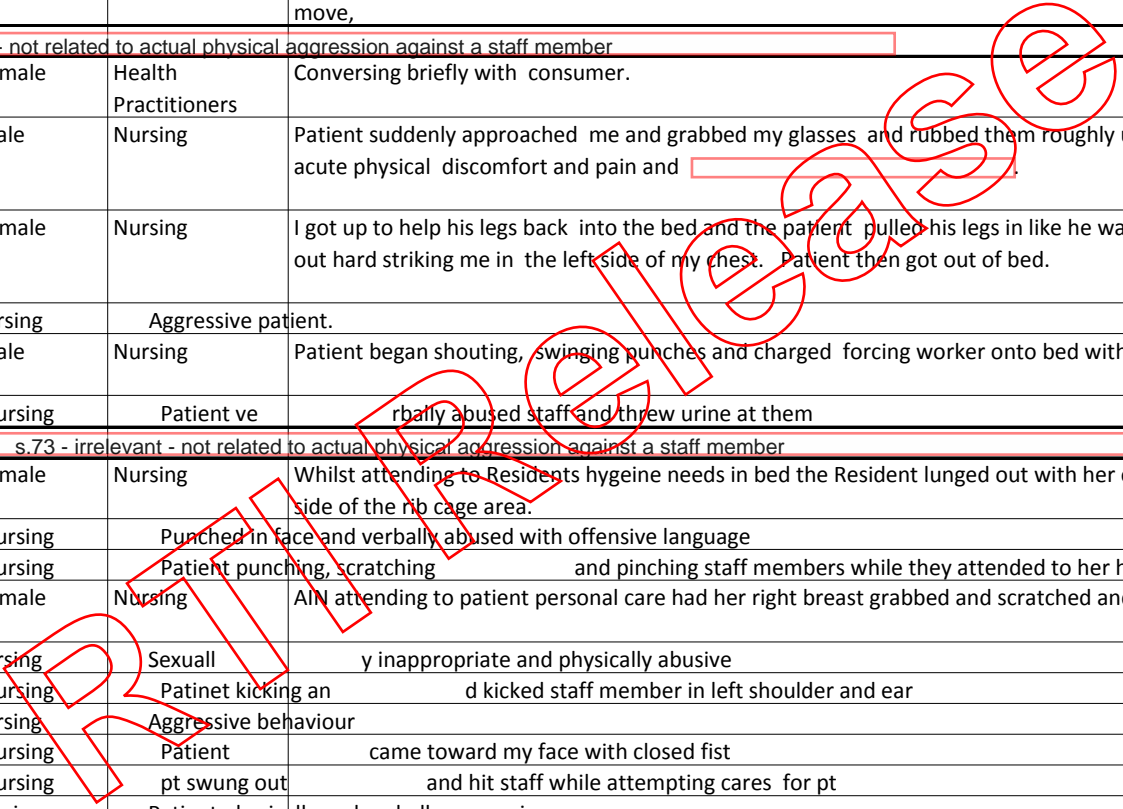 move,
- not related to actual physical aggression against a staff member
male Health Conversing briefly with consumer.
Practitioners
ale Nursing Patient suddenly approached me and grabbed my glasses and rubbed them roughly
acute physical discomfort and pain and .
male Nursing I got up to help his legs back into the bed and the patient pulled his legs in like he wa
out hard striking me in the left side of my chest. Patient then got out of bed.
rsing Aggressive patient.
ale Nursing Patient began shouting, swinging punches and charged forcing worker onto bed with
ursing Patient ve rbally abused staff and threw urine at them
s.73 - irrelevant - not related to actual physical aggression against a staff member
male Nursing Whilst attending to Residents hygeine needs in bed the Resident lunged out with her
side of the rib cage area.
ursing Punched in face and verbally abused with offensive language
ursing Patient punching, scratching and pinching staff members while they attended to her h
male Nursing AIN attending to patient personal care had her right breast grabbed and scratched an
rsing Sexuall y inappropriate and physically abusive
ursing Patinet kicking an d kicked staff member in left shoulder and ear
rsing Aggressive behaviour
ursing Patient came toward my face with closed fist
ursing pt swung out and hit staff while attempting cares for pt
RTI Release